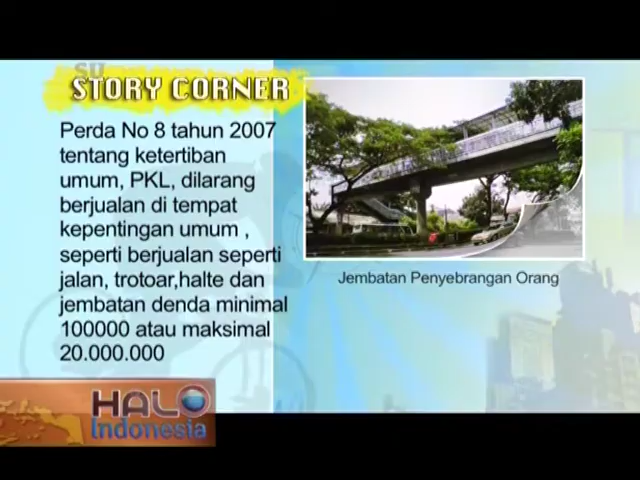 SU
STORY CORNER
Perda No 8 tahun 2007
tentang ketertiban
umum, PKL, dilarang
berjualan di tempat
kepentingan umum ,
seperti berjualan seperti
jalan, trotoar,halte dan
jembatan denda minimal
100000 atau maksimal
20.000.000
Jembatan Penyebrangan Orang
HALO
Indonesia